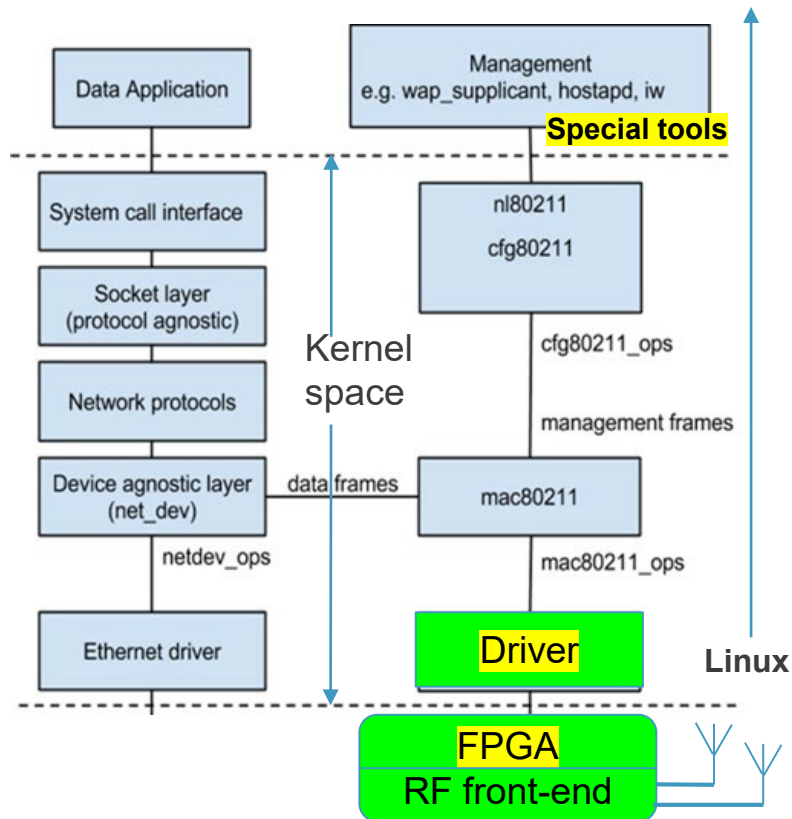 Data Application
Management
e.g. wap_supplicant, hostapd, iw
Special tools
System call interface
nl80211
cfg80211
Socket layer
(protocol agnostic)
Kernel
space
cfg80211_ops
Network protocols
management frames
Device agnostic layer
(net_dev)
data frames
mac80211
netdev_ops
mac80211_ops
Ethernet driver
Driver
Linux
FPGA
RF front-end